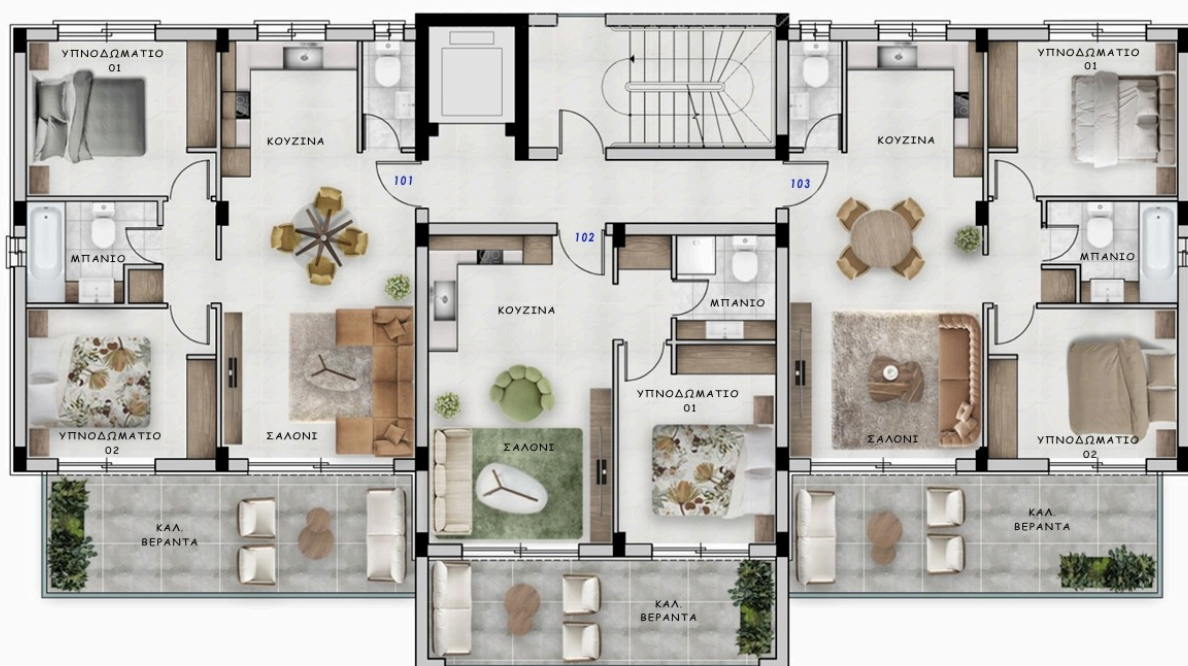 ΥΠΝΟΔΩΜΑΤΙΟ
01
ΚΟΥΖΙΝΑ
101
ΜΠΑΝΙΟ
ΥΠΝΟΔΩΜΑΤΙΟ
02
ΣΑΛΟΝΙ
ΚΑΛ.
ΒΕΡΑΝΤΑ
102
ΚΟΥΖΙΝΑ
ΜΠΑΝΙΟ
ΥΠΝΟΔΩΜΑΤΙΟ
01
ΣΑΛΟΝΙ
ΚΑΛ.
ΒΕΡΑΝΤΑ
103
ΚΟΥΖΙΝΑ
ΥΠΝΟΔΩΜΑΤΙΟ
01
ΜΠΑΝΙΟ
ΣΑΛΟΝΙ
ΥΠΝΟΔΩΜΑΤΙΟ
02
ΚΑΛ.
ΒΕΡΑΝΤΑ